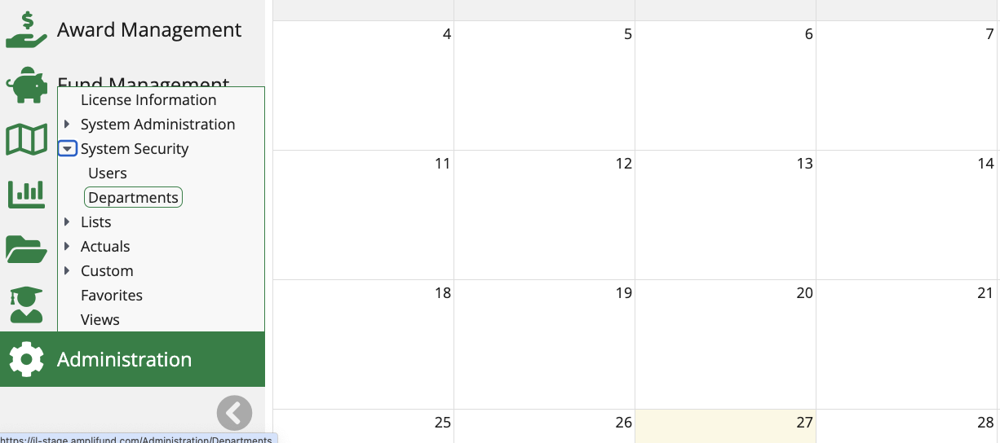 Award Management
Fund Management
License Information
System Administration
System Security
Users
Departments
Lists
Actuals
Custom
Favorites
Views
Administration
4 5 6 7
11 12 13 14
18 19 20 21
25 26 27 28
https://il-stage.amplifund.com/Administration/Departments